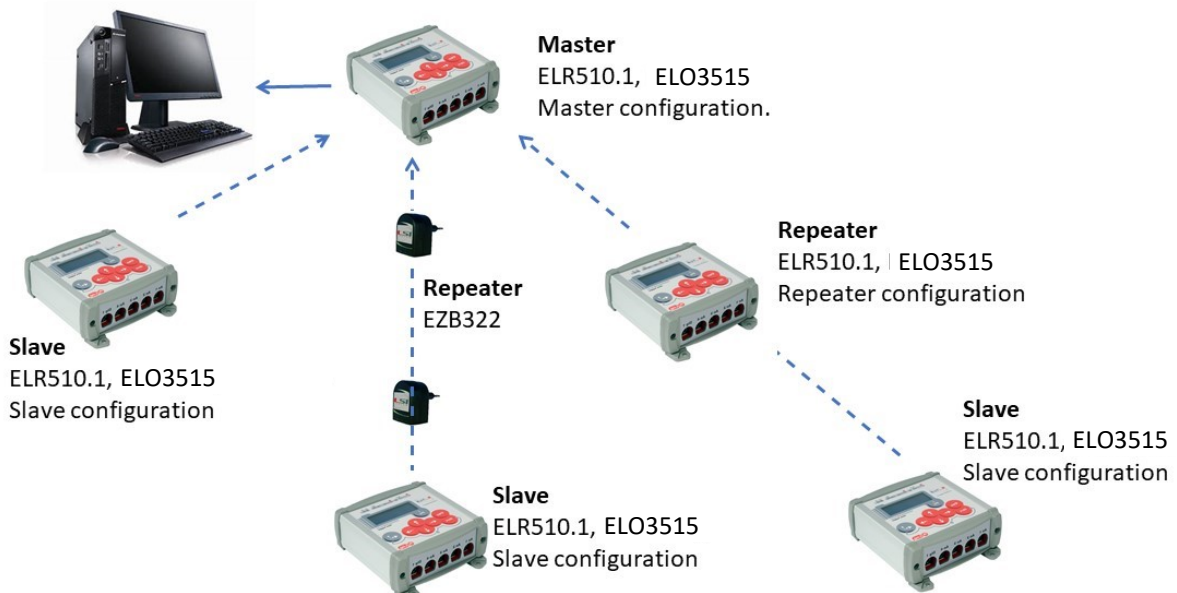 Master
ELR510.1, ELO3515
Master configuration.
Repeater
ELR510.1, ELO3515
Repeater configuration
Repeater
EZB322
Slave
ELR510.1, ELO3515
Slave configuration
Slave
ELR510.1, ELO3515
Slave configuration
Slave
ELR510.1, ELO3515
Slave configuration